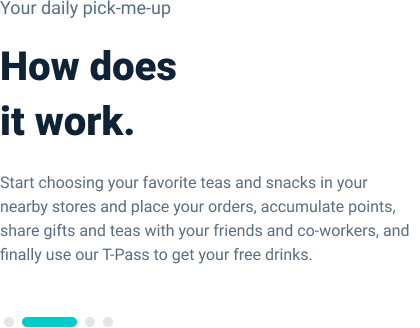 Your daily pick-me-up
How does
it work.
Start choosing your favorite teas and snacks in your
nearby stores and place your orders, accumulate points,
share gifts and teas with your friends and co-workers, and
finally use our T-Pass to get your free drinks.